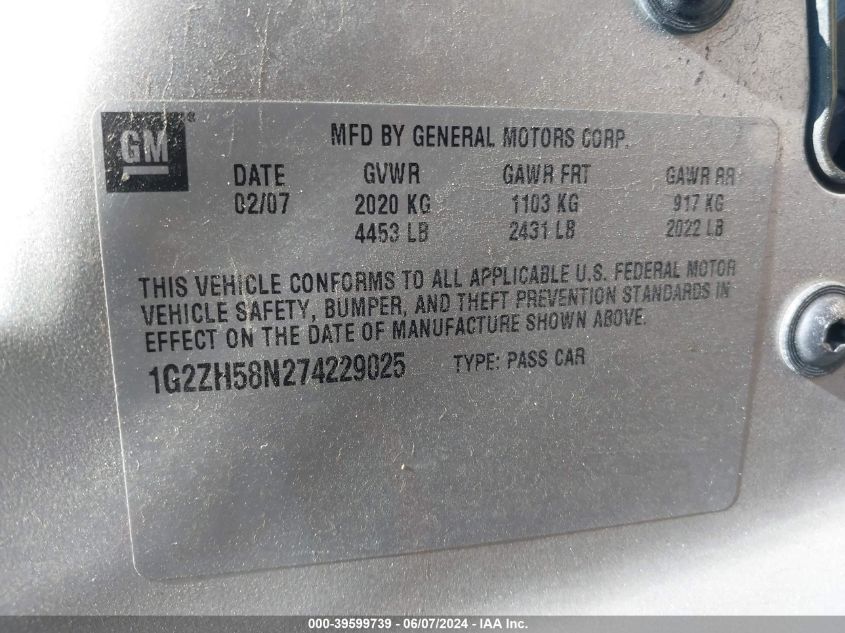 GM
MFD BY GENERAL MOTORS CORP.
DATE GVWR GAWR FRT GAWR RR
02/07 2020 KG 1103 KG 917 KG
4453 LB 2431 LB 2022 LB
THIS VEHICLE CONFORMS TO ALL APPLICABLE U.S. FEDERAL MOTOR
VEHICLE SAFETY, BUMPER, AND THEFT PREVENTION STANDARDS IN
EFFECT ON THE DATE OF MANUFACTURE SHOWN ABOVE.
1G2ZH58N274229025 TYPE: PASS CAR
000-39599739 - 06/07/2024 - IAA Inc.